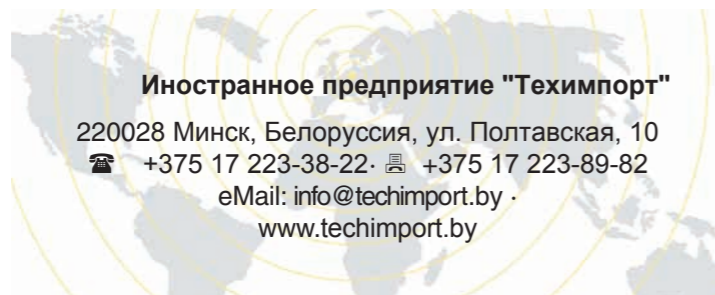 Иностранное предприятие "Техимпорт"
220028 Минск, Белоруссия, ул. Полтавская, 10
☎ +375 17 223-38-22· 🖷 +375 17 223-89-82
eMail: info@techimport.by ·
www.techimport.by